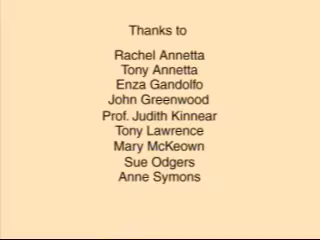 Thanks to
Rachel Annetta
Tony Annetta
Enza Gandolfo
John Greenwood
Prof. Judith Kinnear
Tony Lawrence
Mary McKeown
Sue Odgers
Anne Symons